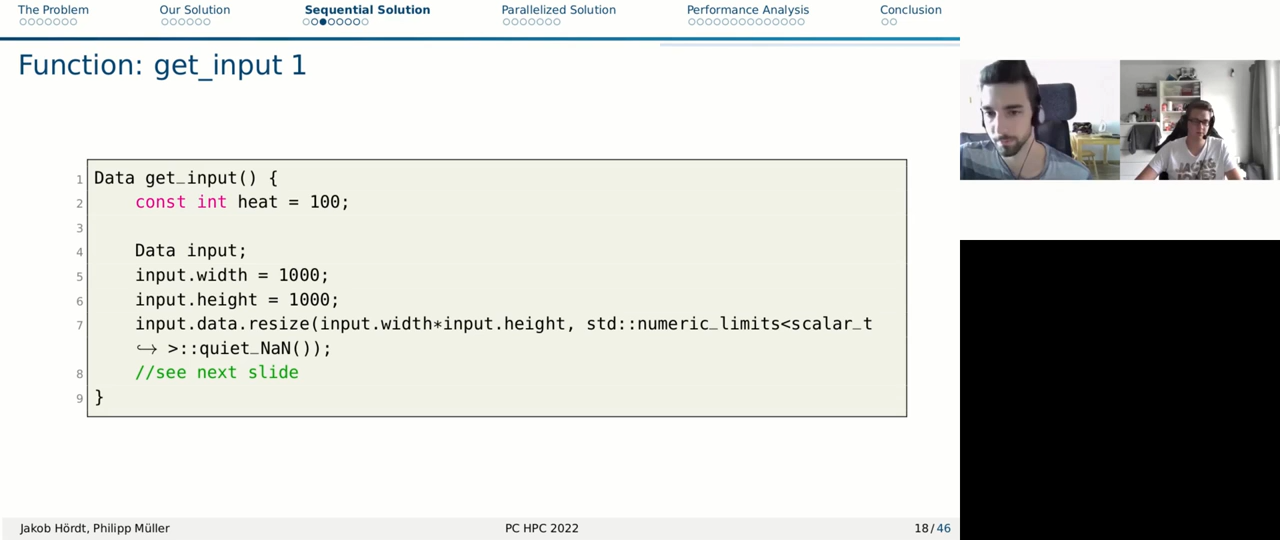 The Problem Our Solution Sequential Solution Parallelized Solution Performance Analysis Conclusion
Function: get_input 1
1 Data get_input() {
2 const int heat = 100;
3
4 Data input;
5 input.width = 1000;
6 input.height = 1000;
7 input.data.resize(input.width*input.height, std::numeric_limits<scalar_t
↪ >::quiet_NaN());
8 //see next slide
9 }
JACK&
JONES
Jakob Hördt, Philipp Müller PC HPC 2022 18/46